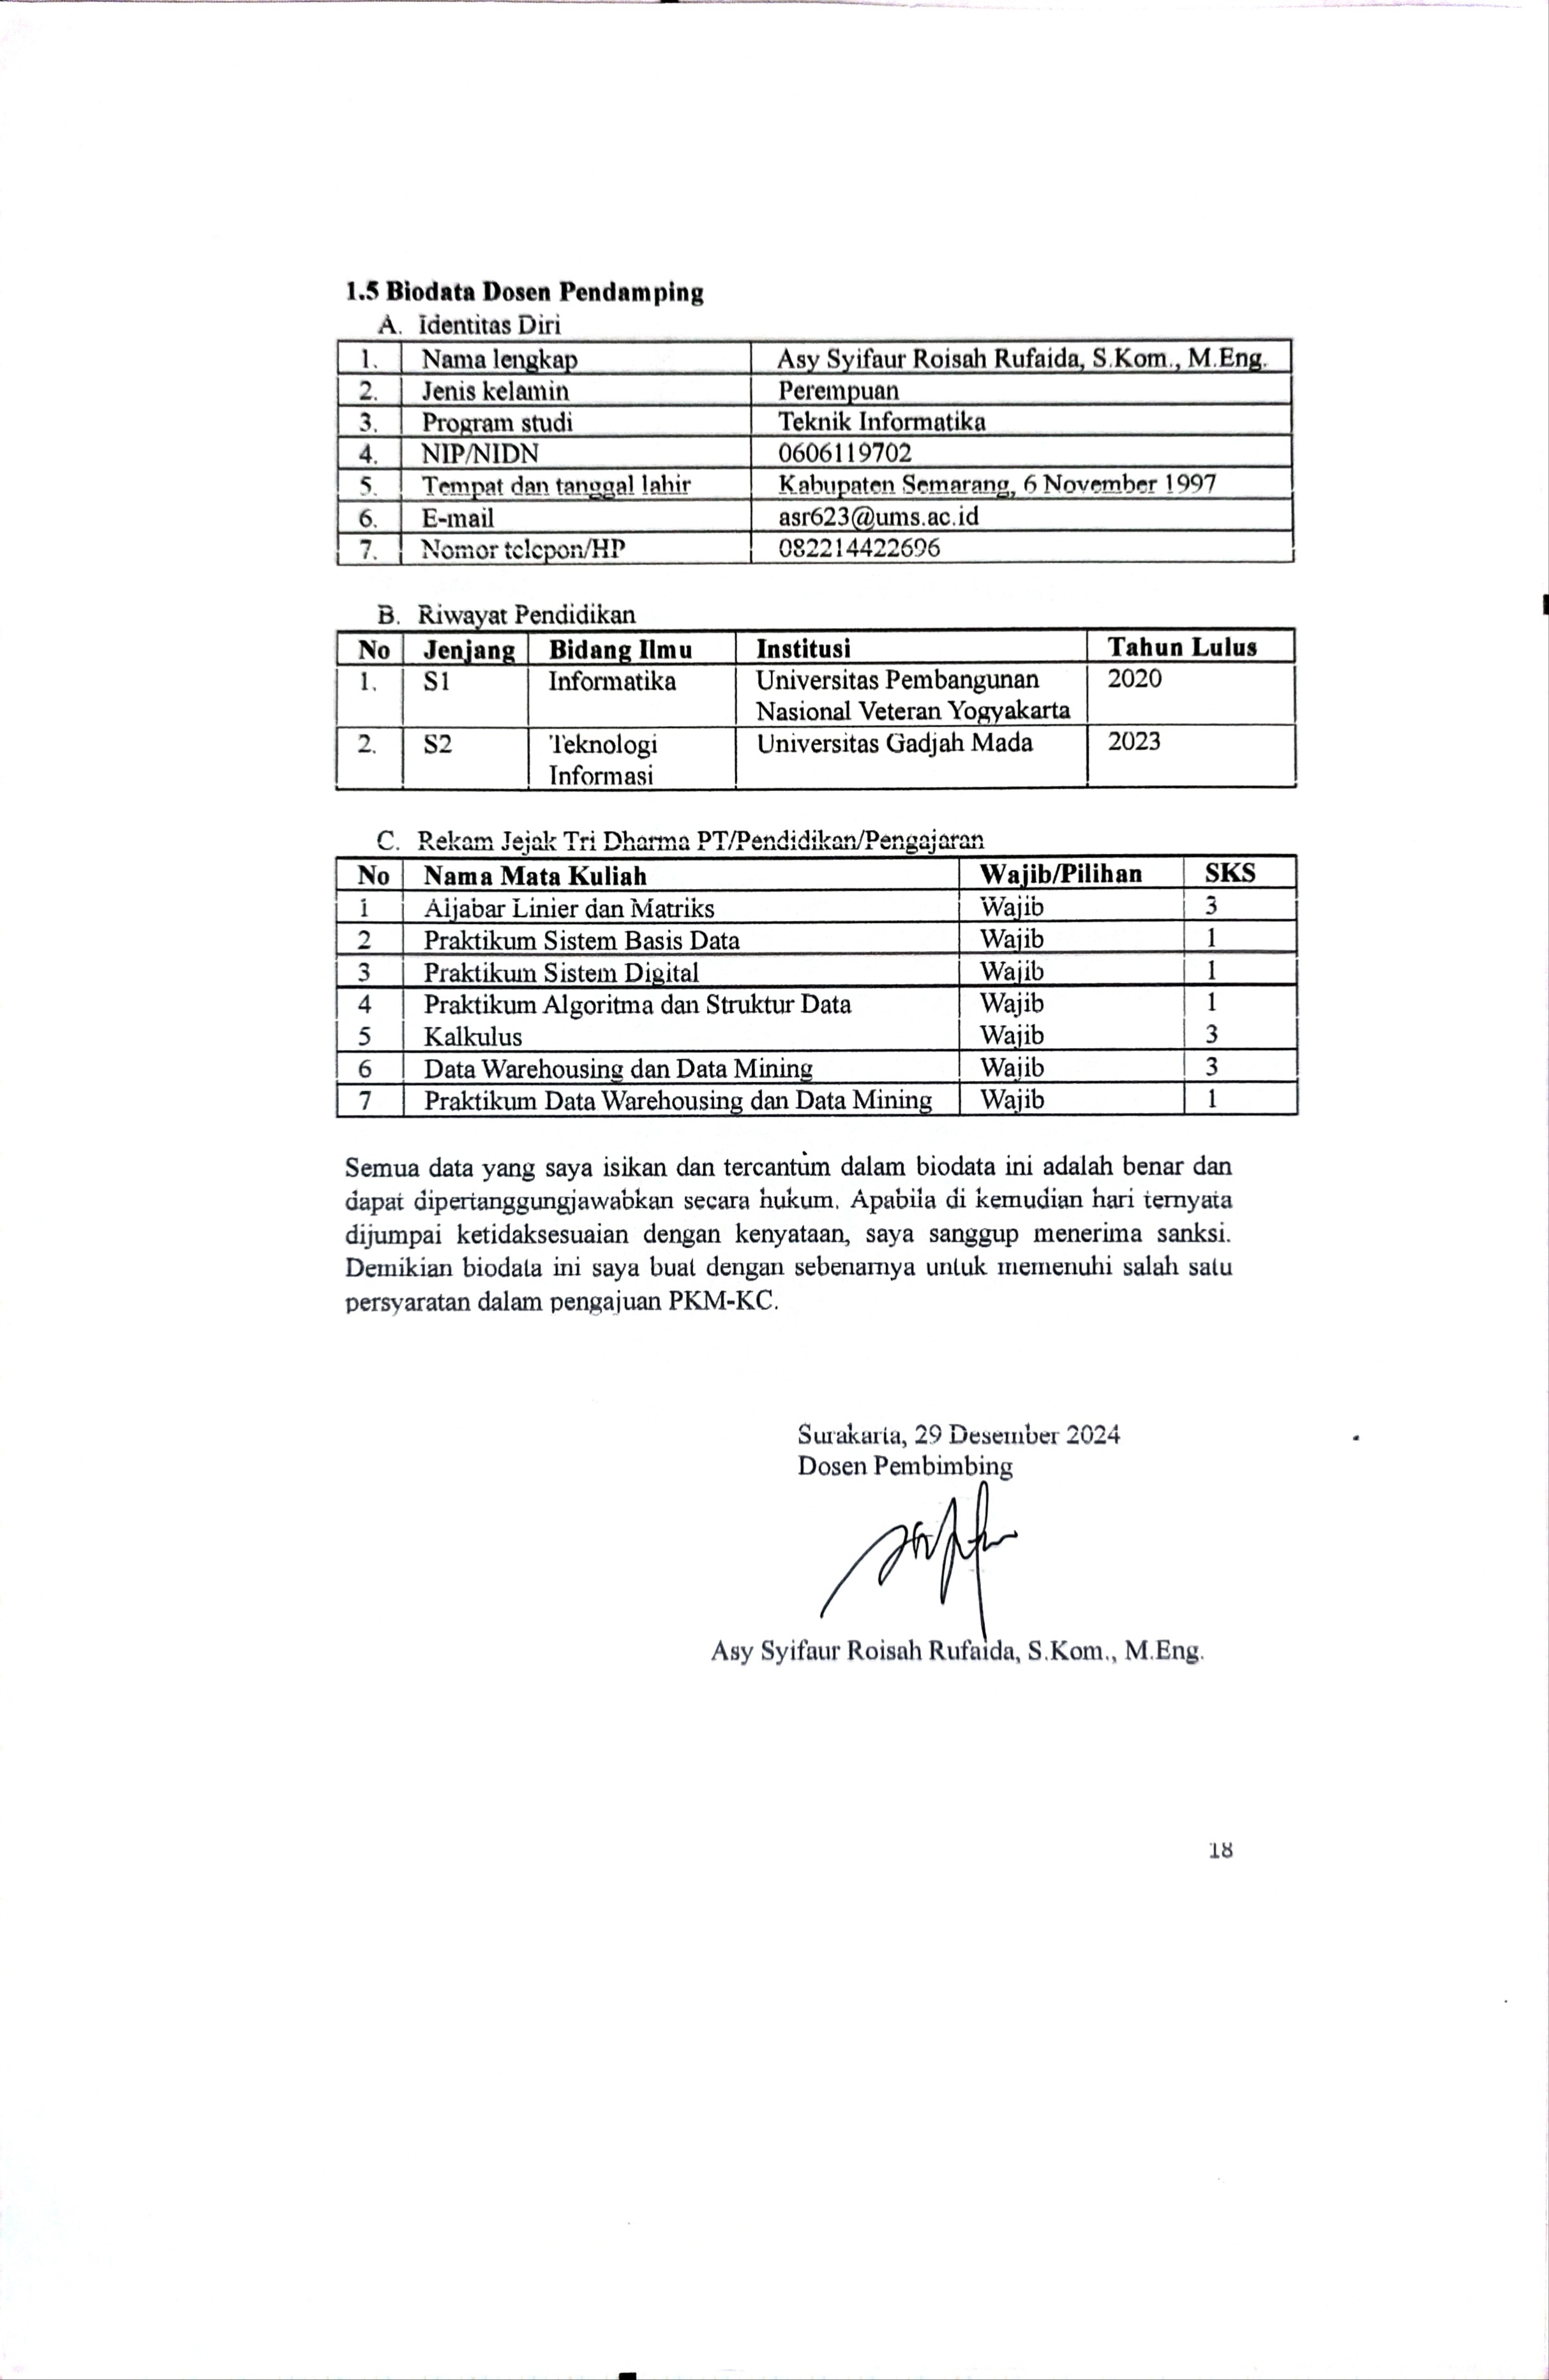 1.5 Biodata Dosen Pendamping
A. Identitas Diri
1. Nama lengkap Asy Syifaur Roisah Rufaida, S.Kom., M.Eng.
2. Jenis kelamin Perempuan
3. Program studi Teknik Informatika
4. NIP/NIDN 0606119702
5. Tempat dan tanggal lahir Kabupaten Semarang, 6 November 1997
6. E-mail asr623@ums.ac.id
7. Nomor telepon/HP 082214422696
B. Riwayat Pendidikan
No Jenjang Bidang Ilmu Institusi Tahun Lulus
1. S1 Informatika Universitas Pembangunan 2020
Nasional Veteran Yogyakarta
2. S2 Teknologi Universitas Gadjah Mada 2023
Informasi
C. Rekam Jejak Tri Dharma PT/Pendidikan/Pengajaran
No Nama Mata Kuliah Wajib/Pilihan SKS
1 Aljabar Linier dan Matriks Wajib 3
2 Praktikum Sistem Basis Data Wajib 1
3 Praktikum Sistem Digital Wajib 1
4 Praktikum Algoritma dan Struktur Data Wajib 1
5 Kalkulus Wajib 3
6 Data Warehousing dan Data Mining Wajib 3
7 Praktikum Data Warehousing dan Data Mining Wajib 1
Semua data yang saya isikan dan tercantum dalam biodata ini adalah benar dan
dapat dipertanggungjawabkan secara hukum. Apabila di kemudian hari ternyata
dijumpai ketidaksesuaian dengan kenyataan, saya sanggup menerima sanksi.
Demikian biodata ini saya buat dengan sebenarnya untuk memenuhi salah satu
persyaratan dalam pengajuan PKM-KC.
Surakarta, 29 Desember 2024
Dosen Pembimbing
Asy Syifaur Roisah Rufaida, S.Kom., M.Eng.
18